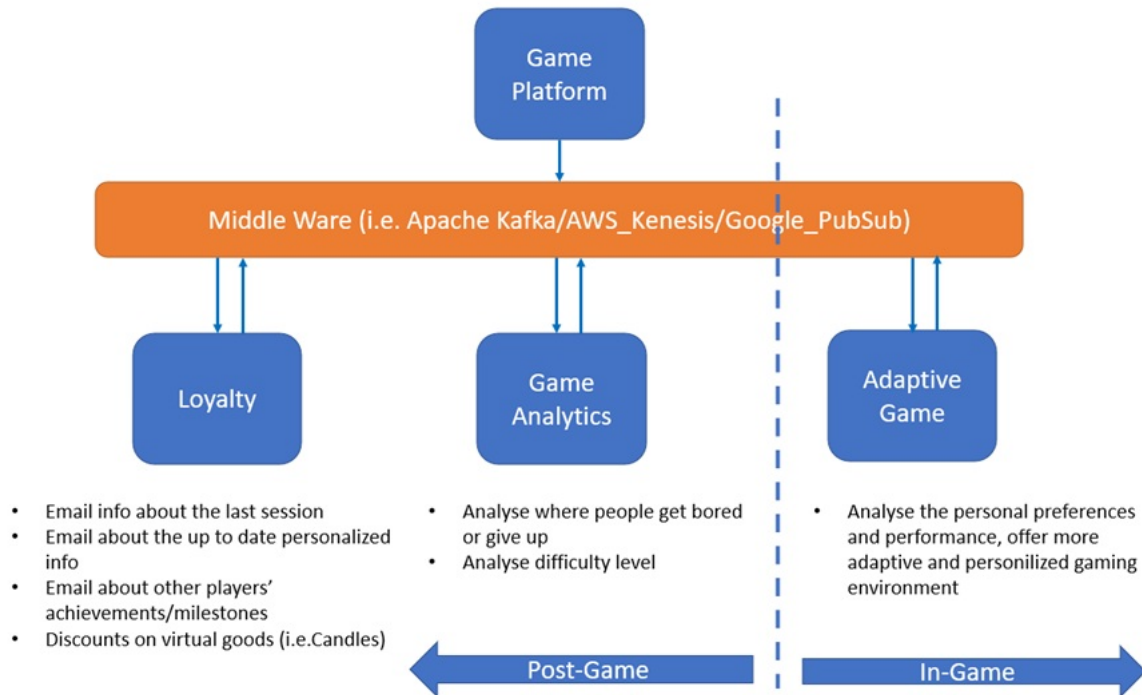 Game
Platform
Middle Ware (i.e. Apache Kafka/AWS_Kenesis/Google_PubSub)
Loyalty
Game
Analytics
Adaptive
Game
• Email info about the last session
• Email about the up to date personalized
info
• Email about other players’
achievements/milestones
• Discounts on virtual goods (i.e.Candles)
• Analyse where people get bored
or give up
• Analyse difficulty level
• Analyse the personal preferences
and performance, offer more
adaptive and personilized gaming
environment
Post-Game
In-Game